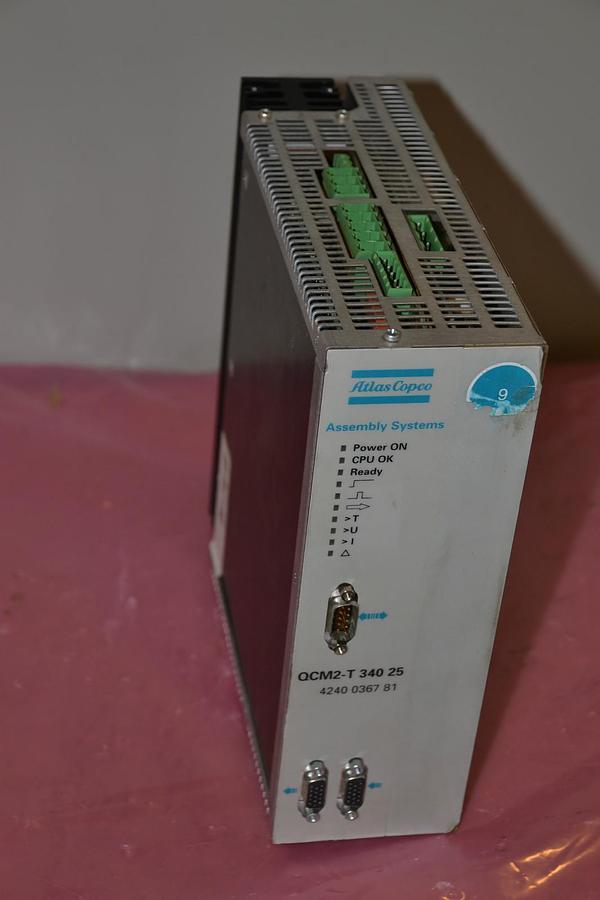 Atlas Copco
9
Assembly Systems
Power ON
CPU OK
Ready
>T
>U
>I
QCM2-T 340 25
4240 0367 81